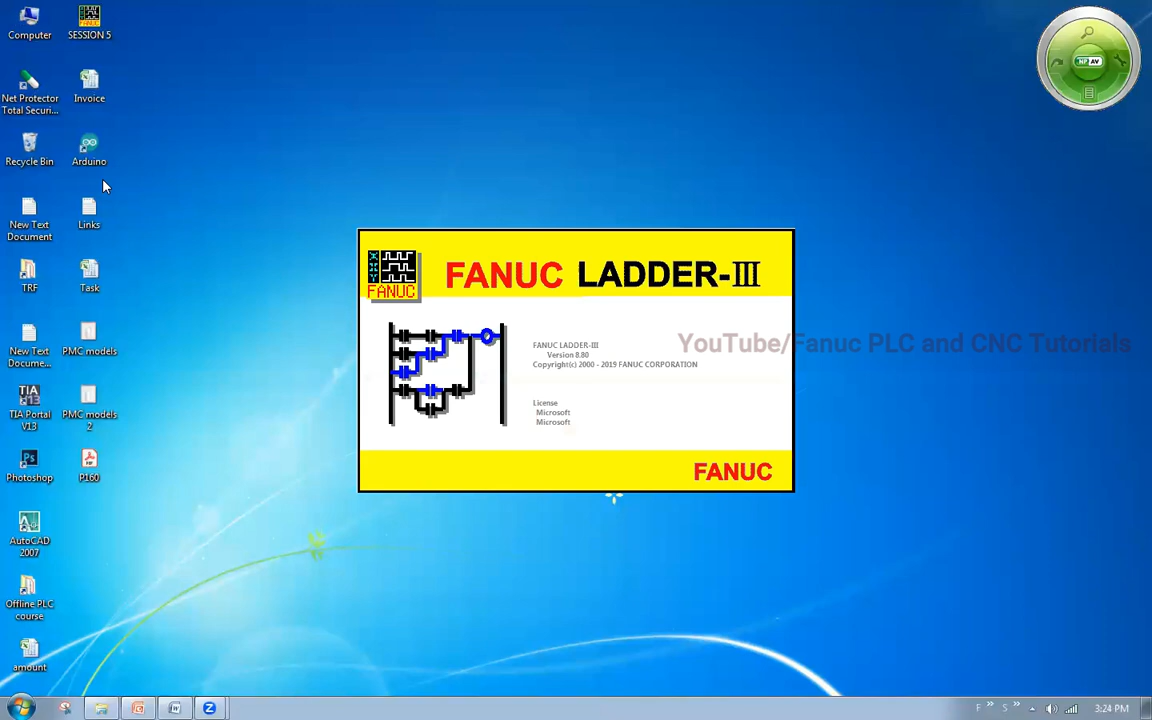 Computer
SESSION 5
Net Protector
Total Securi...
Invoice
Recycle Bin
Arduino
New Text
Document
Links
TRF
Task
New Text
Docume...
PMC models
TIA
V13
TIA Portal
V13
PMC models
2
Ps
Photoshop
P160
AutoCAD
2007
Offline PLC
course
amount
NP AV
FANUC
FANUC LADDER-III
FANUC LADDER-III
Version 8.80
Copyright(c) 2000 - 2019 FANUC CORPORATION
License
Microsoft
Microsoft
FANUC
YouTube/Fanuc PLC and CNC Tutorials
F
S
3:24 PM